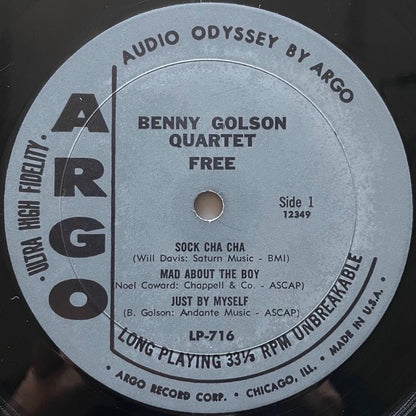 AUDIO ODYSSEY BY ARGO
ARGO
• ULTRA HIGH FIDELITY •
BENNY GOLSON
QUARTET
FREE
Side 1
12349
SOCK CHA CHA
(Will Davis: Saturn Music - BMI)
MAD ABOUT THE BOY
Noel Coward: Chappell & Co. - ASCAP)
JUST BY MYSELF
(B. Golson: Andante Music - ASCAP)
LP-716
LONG PLAYING 33⅓ RPM UNBREAKABLE
• ARGO RECORD CORP. • CHICAGO, ILL. • MADE IN U.S.A. •